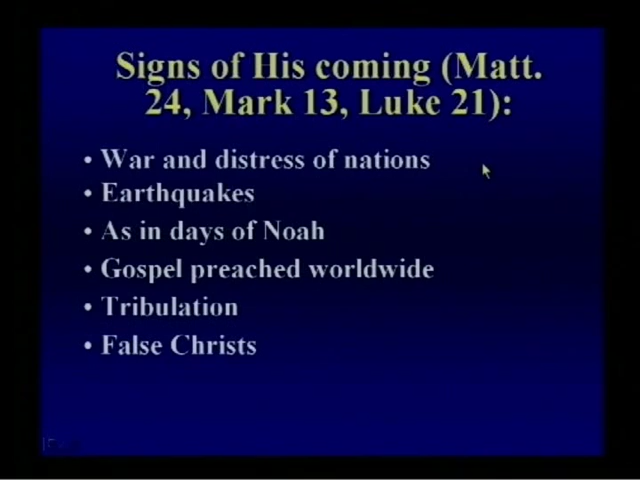 Signs of His coming (Matt.
24, Mark 13, Luke 21):
• War and distress of nations
• Earthquakes
• As in days of Noah
• Gospel preached worldwide
• Tribulation
• False Christs